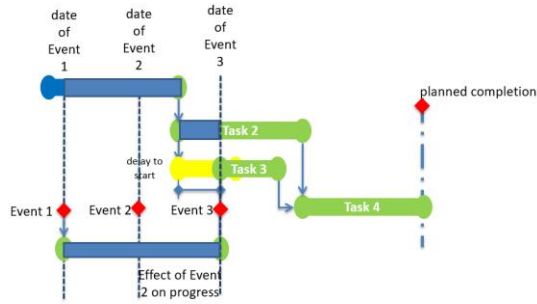 date
of
Event
1
date
of
Event
2
date
of
Event
3
planned completion
Task 2
delay to
start
Task 3
Event 1
Event 2
Event 3
Task 4
Effect of Event
2 on progress